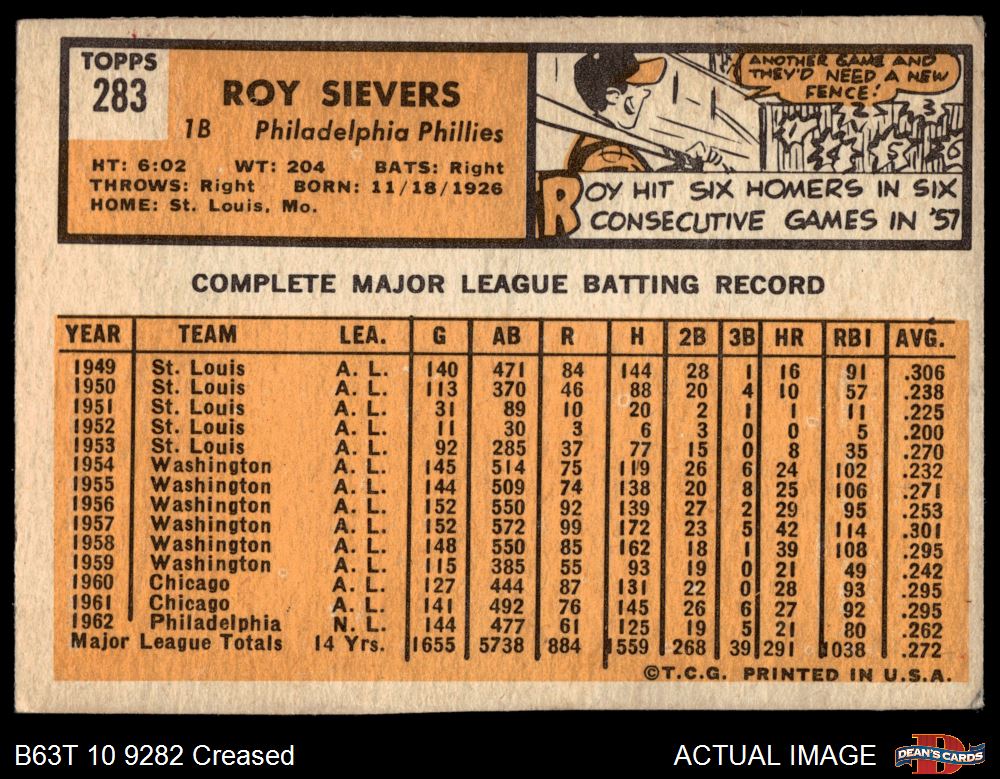 TOPPS
283
ROY SIEVERS
1B Philadelphia Phillies
HT: 6:02 WT: 204 BATS: Right
THROWS: Right BORN: 11/18/1926
HOME: St. Louis, Mo.
ANOTHER GAME AND
THEY'D NEED A NEW
FENCE!
1 2 3
4 5 6
ROY HIT SIX HOMERS IN SIX
CONSECUTIVE GAMES IN '57
COMPLETE MAJOR LEAGUE BATTING RECORD
YEAR TEAM LEA. G AB R H 2B 3B HR RBI AVG.
1949 St. Louis A. L. 140 471 84 144 28 1 16 91 .306
1950 St. Louis A. L. 113 370 46 88 20 4 10 57 .238
1951 St. Louis A. L. 31 89 10 20 2 1 1 11 .225
1952 St. Louis A. L. 11 30 3 6 3 0 0 5 .200
1953 St. Louis A. L. 92 285 37 77 15 0 8 35 .270
1954 Washington A. L. 145 514 75 119 26 6 24 102 .232
1955 Washington A. L. 144 509 74 138 20 8 25 106 .271
1956 Washington A. L. 152 550 92 139 27 2 29 95 .253
1957 Washington A. L. 152 572 99 172 23 5 42 114 .301
1958 Washington A. L. 148 550 85 162 18 1 39 108 .295
1959 Washington A. L. 115 385 55 93 19 0 21 49 .242
1960 Chicago A. L. 127 444 87 131 22 0 28 93 .295
1961 Chicago A. L. 141 492 76 145 26 6 27 92 .295
1962 Philadelphia N. L. 144 477 61 125 19 5 21 80 .262
Major League Totals 14 Yrs. 1655 5738 884 1559 268 39 291 1038 .272
©T.C.G. PRINTED IN U.S.A.
B63T 10 9282 Creased
ACTUAL IMAGE
D
DEAN'S CARDS